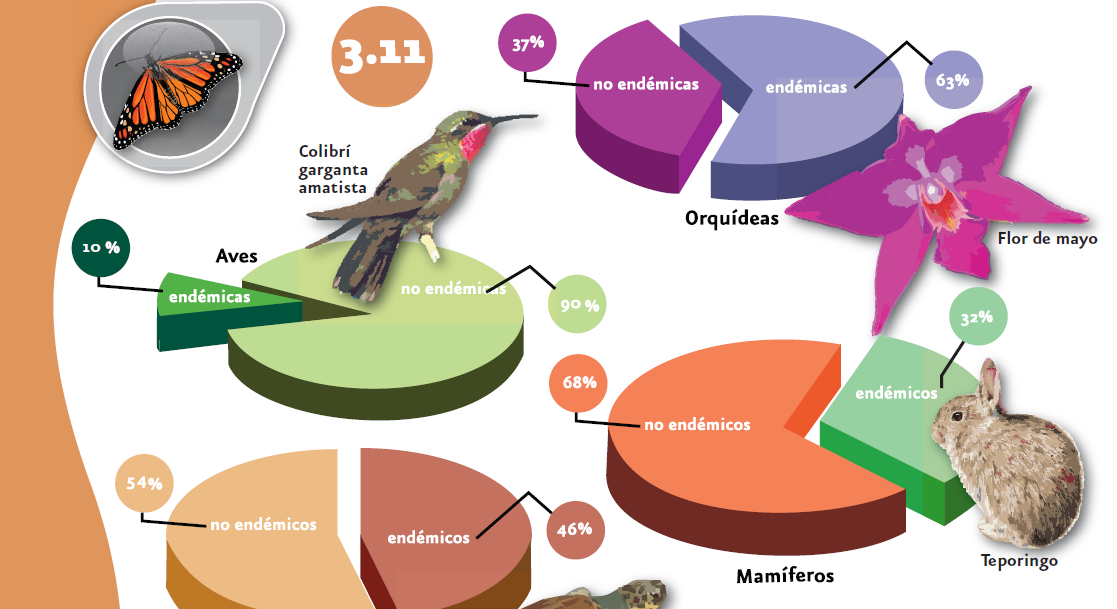 3.11
37%
no endémicas
endémicas
63%
Orquídeas
Flor de mayo
Colibrí
garganta
amatista
10 %
Aves
endémicas
no endémicas
90 %
32%
68%
no endémicos
endémicos
Mamíferos
Teporingo
54%
no endémicos
endémicos
46%